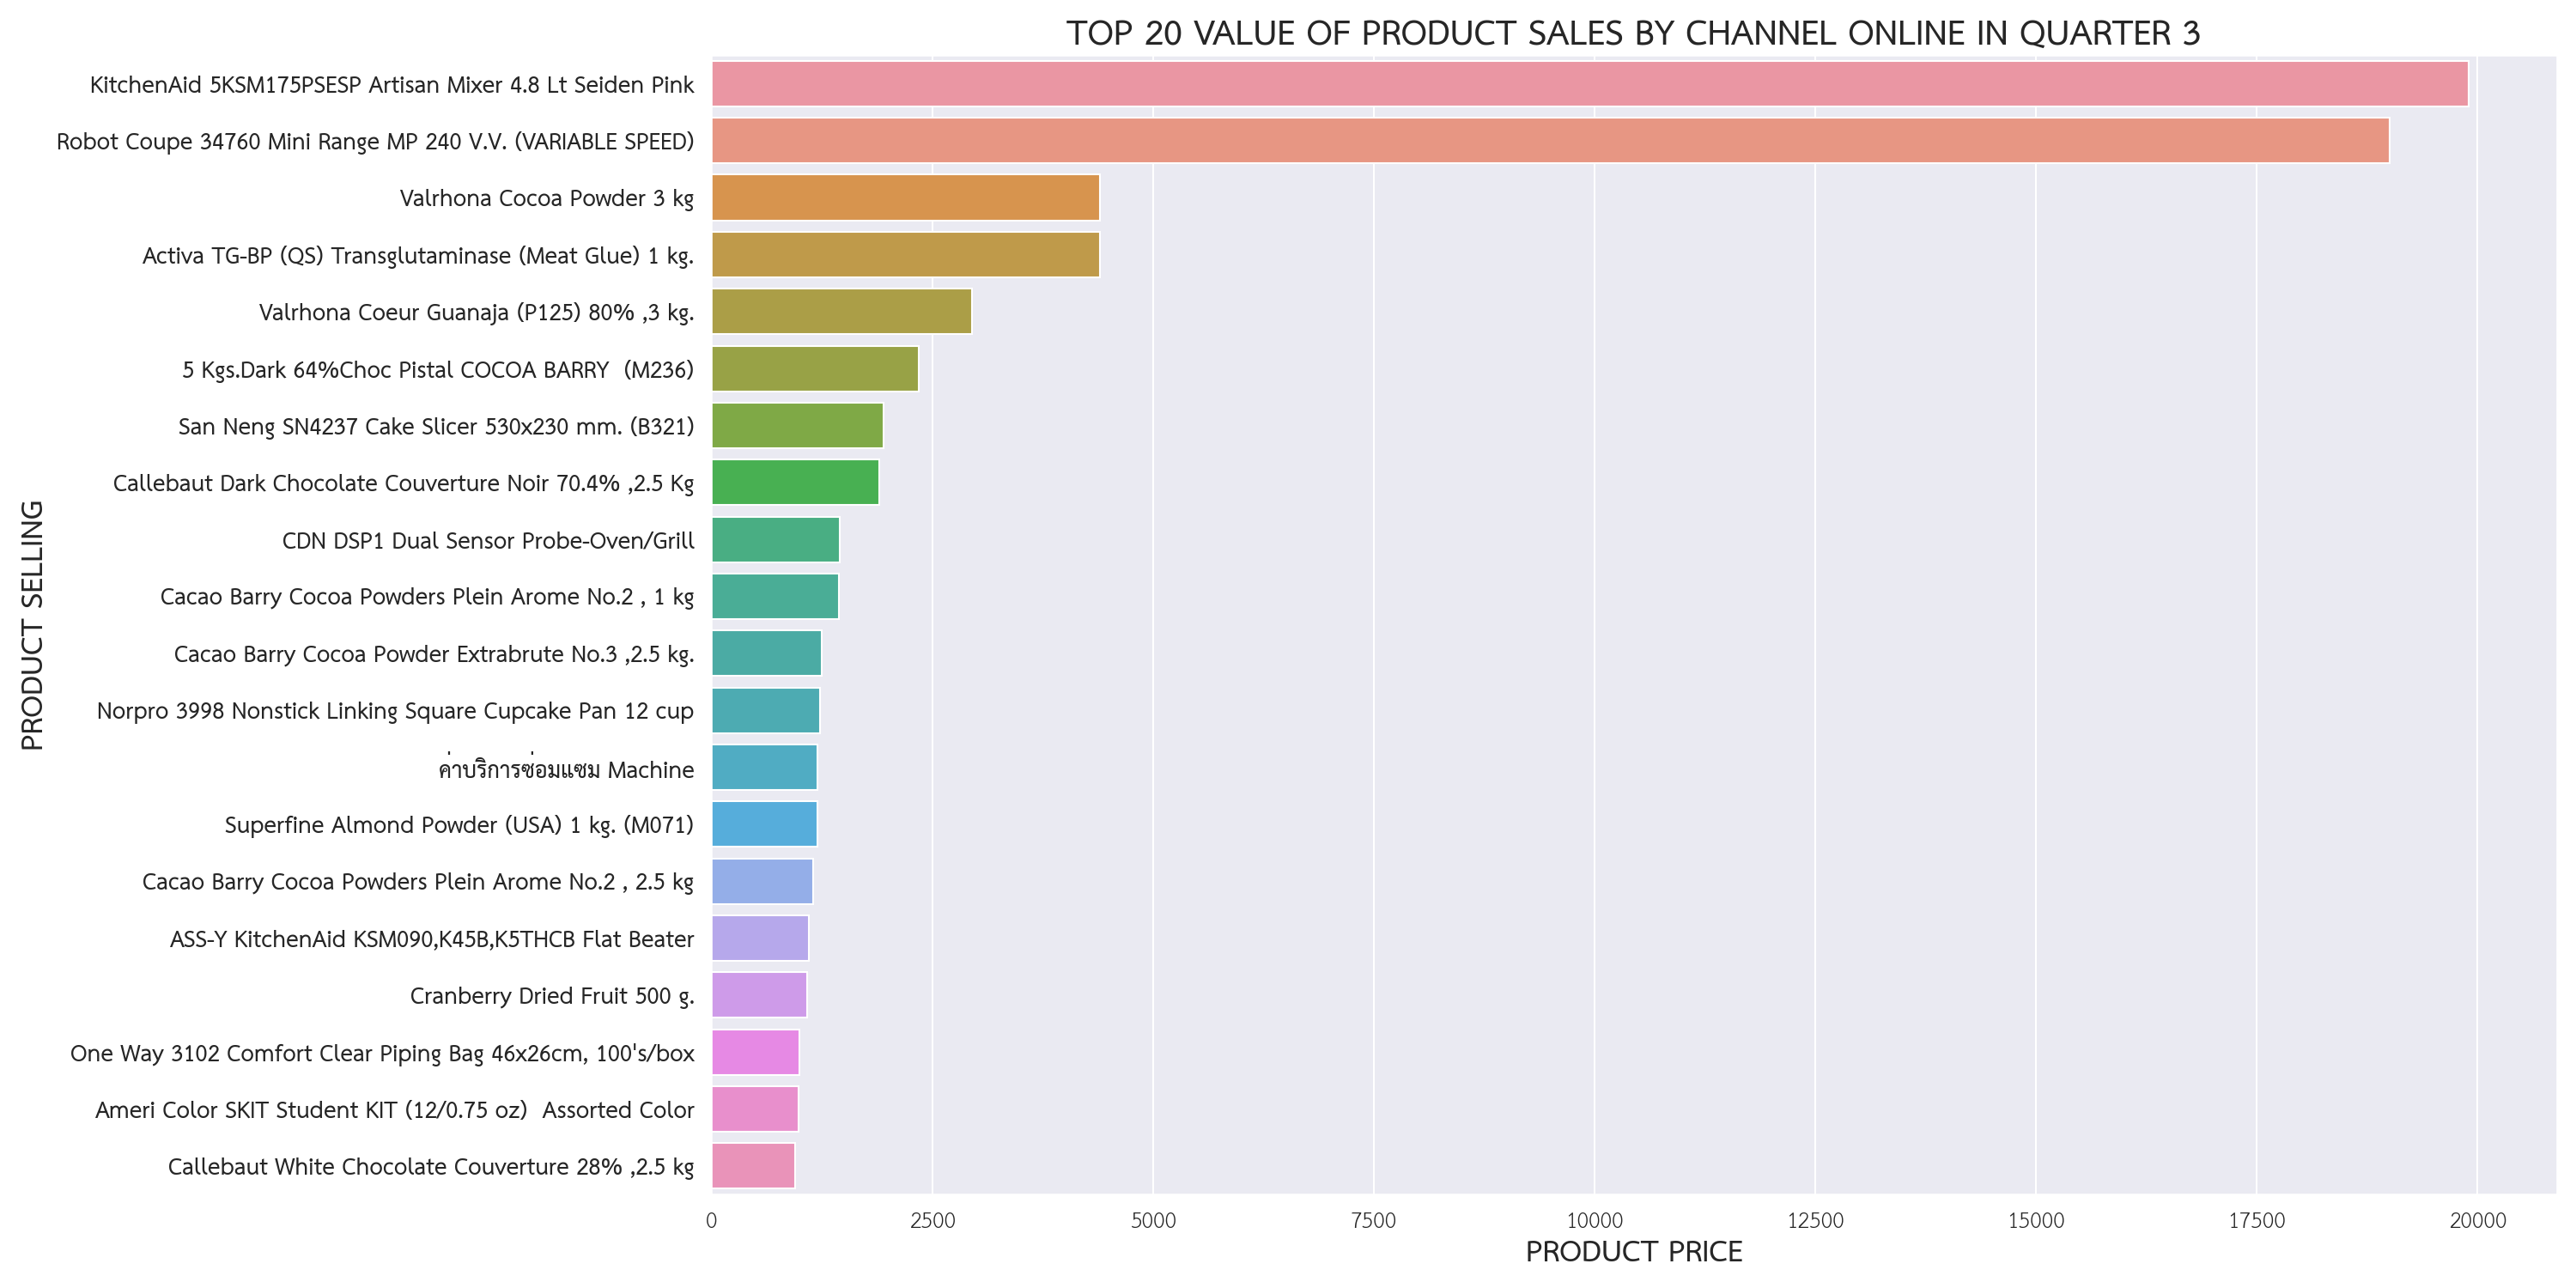 TOP 20 VALUE OF PRODUCT SALES BY CHANNEL ONLINE IN QUARTER 3
PRODUCT SELLING
KitchenAid 5KSM175PSESP Artisan Mixer 4.8 Lt Seiden Pink
Robot Coupe 34760 Mini Range MP 240 V.V. (VARIABLE SPEED)
Valrhona Cocoa Powder 3 kg
Activa TG-BP (QS) Transglutaminase (Meat Glue) 1 kg.
Valrhona Coeur Guanaja (P125) 80% ,3 kg.
5 Kgs.Dark 64%Choc Pistal COCOA BARRY  (M236)
San Neng SN4237 Cake Slicer 530x230 mm. (B321)
Callebaut Dark Chocolate Couverture Noir 70.4% ,2.5 Kg
CDN DSP1 Dual Sensor Probe-Oven/Grill
Cacao Barry Cocoa Powders Plein Arome No.2 , 1 kg
Cacao Barry Cocoa Powder Extrabrute No.3 ,2.5 kg.
Norpro 3998 Nonstick Linking Square Cupcake Pan 12 cup
ค่าบริการซ่อมแซม Machine
Superfine Almond Powder (USA) 1 kg. (M071)
Cacao Barry Cocoa Powders Plein Arome No.2 , 2.5 kg
ASS-Y KitchenAid KSM090,K45B,K5THCB Flat Beater
Cranberry Dried Fruit 500 g.
One Way 3102 Comfort Clear Piping Bag 46x26cm, 100's/box
Ameri Color SKIT Student KIT (12/0.75 oz)  Assorted Color
Callebaut White Chocolate Couverture 28% ,2.5 kg
0 2500 5000 7500 10000 12500 15000 17500 20000
PRODUCT PRICE